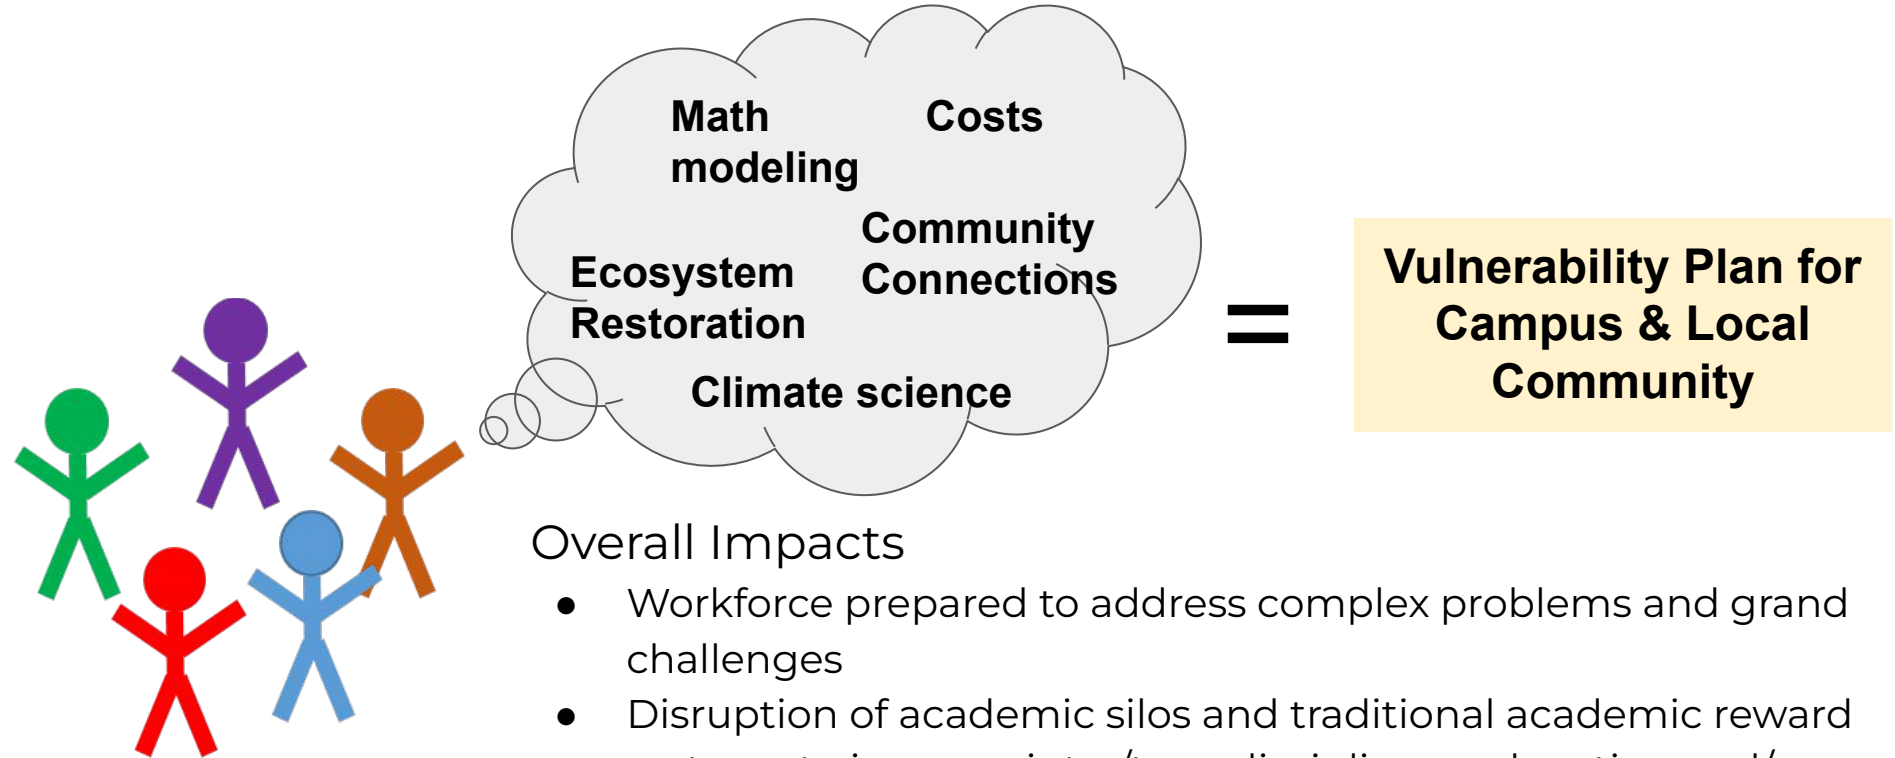 Math
modeling
Costs
Community
Connections
Ecosystem
Restoration
Climate science
=
Vulnerability Plan for
Campus & Local
Community
Overall Impacts
● Workforce prepared to address complex problems and grand
challenges
● Disruption of academic silos and traditional academic reward